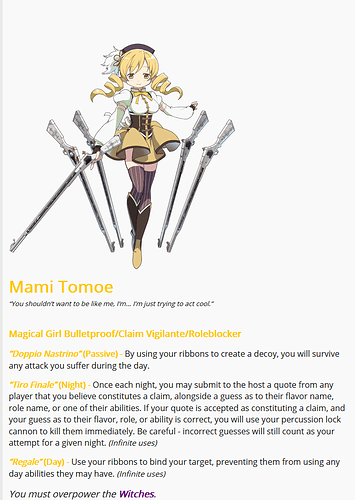 Mami Tomoe
"You shouldn't want to be like me, I'm... I'm just trying to act cool."
Magical Girl Bulletproof/Claim Vigilante/Roleblocker
"Doppio Nastrino" (Passive) - By using your ribbons to create a decoy, you will survive
any attack you suffer during the day.
"Tiro Finale" (Night) - Once each night, you may submit to the host a quote from any
player that you believe constitutes a claim, alongside a guess as to their flavor name,
role name, or one of their abilities. If your quote is accepted as constituting a claim, and
your guess as to their flavor, role, or ability is correct, you will use your percussion lock
cannon to kill them immediately. Be careful - incorrect guesses will still count as your
attempt for a given night. (Infinite uses)
"Regale" (Day) - Use your ribbons to bind your target, preventing them from using any
day abilities they may have. (Infinite uses)
You must overpower the Witches.